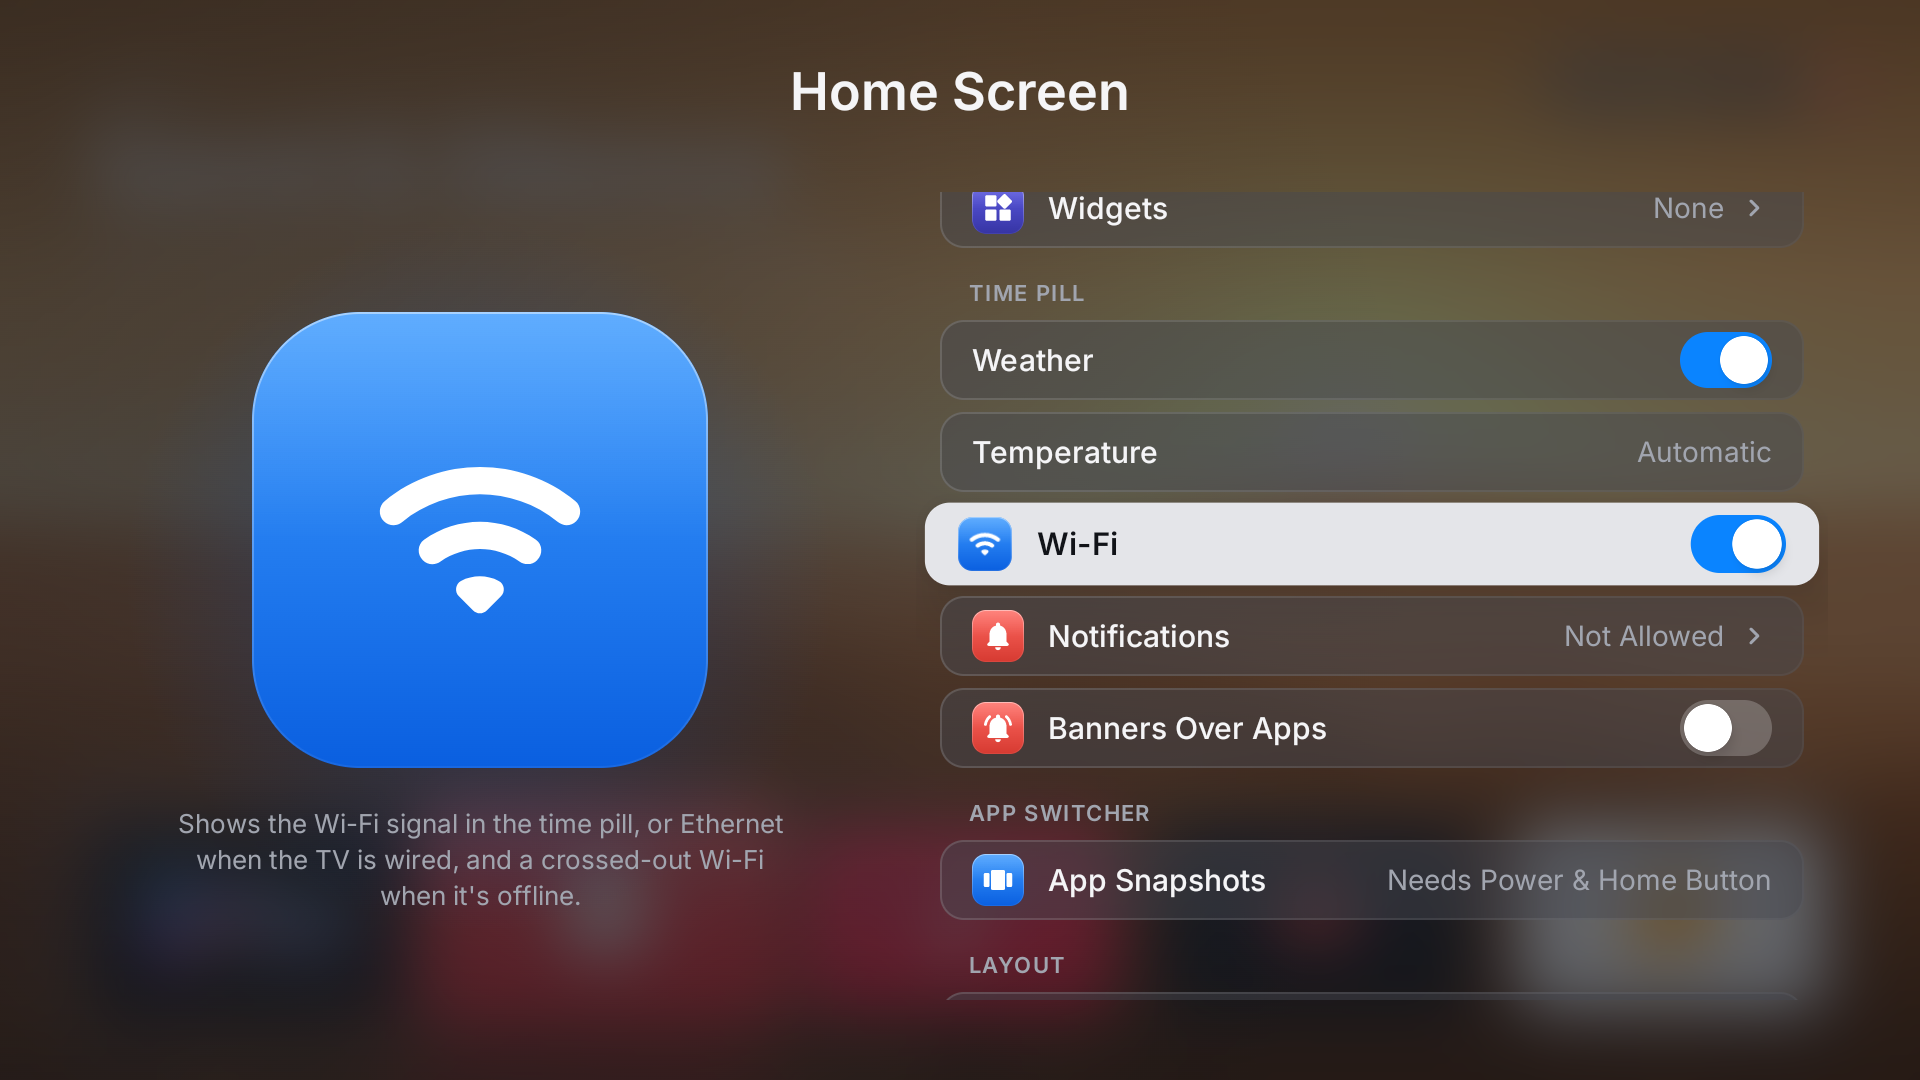 Home Screen
Widgets
None
TIME PILL
Weather
Temperature
Automatic
Wi-Fi
Notifications
Not Allowed
Banners Over Apps
APP SWITCHER
App Snapshots
Needs Power & Home Button
LAYOUT
Shows the Wi-Fi signal in the time pill, or Ethernet
when the TV is wired, and a crossed-out Wi-Fi
when it's offline.